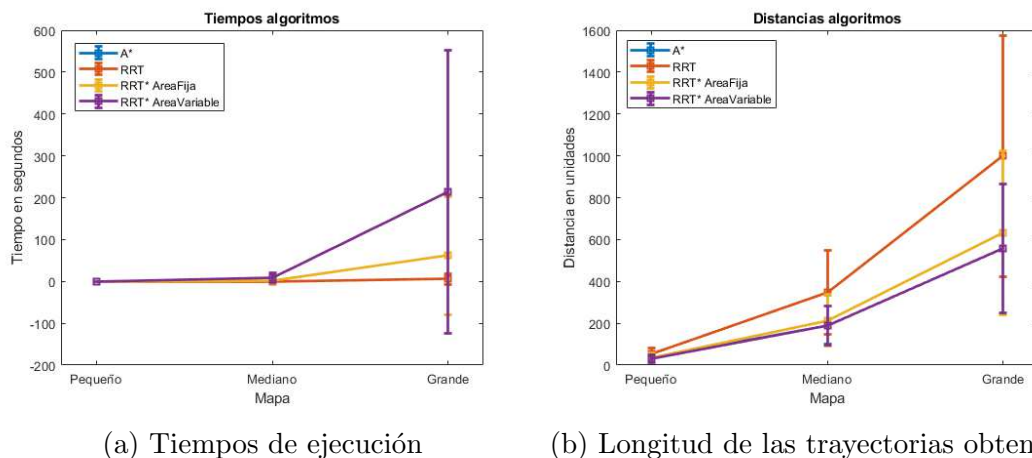 Tiempos algoritmos
600
500
400
300
200
100
0
-100
-200
Tiempo en segundos
A*
RRT
RRT* AreaFija
RRT* AreaVariable
Pequeño Mediano Grande
Mapa
(a) Tiempos de ejecución
Distancias algoritmos
1600
1400
1200
1000
800
600
400
200
0
Distancia en unidades
A*
RRT
RRT* AreaFija
RRT* AreaVariable
Pequeño Mediano Grande
Mapa
(b) Longitud de las trayectorias obten